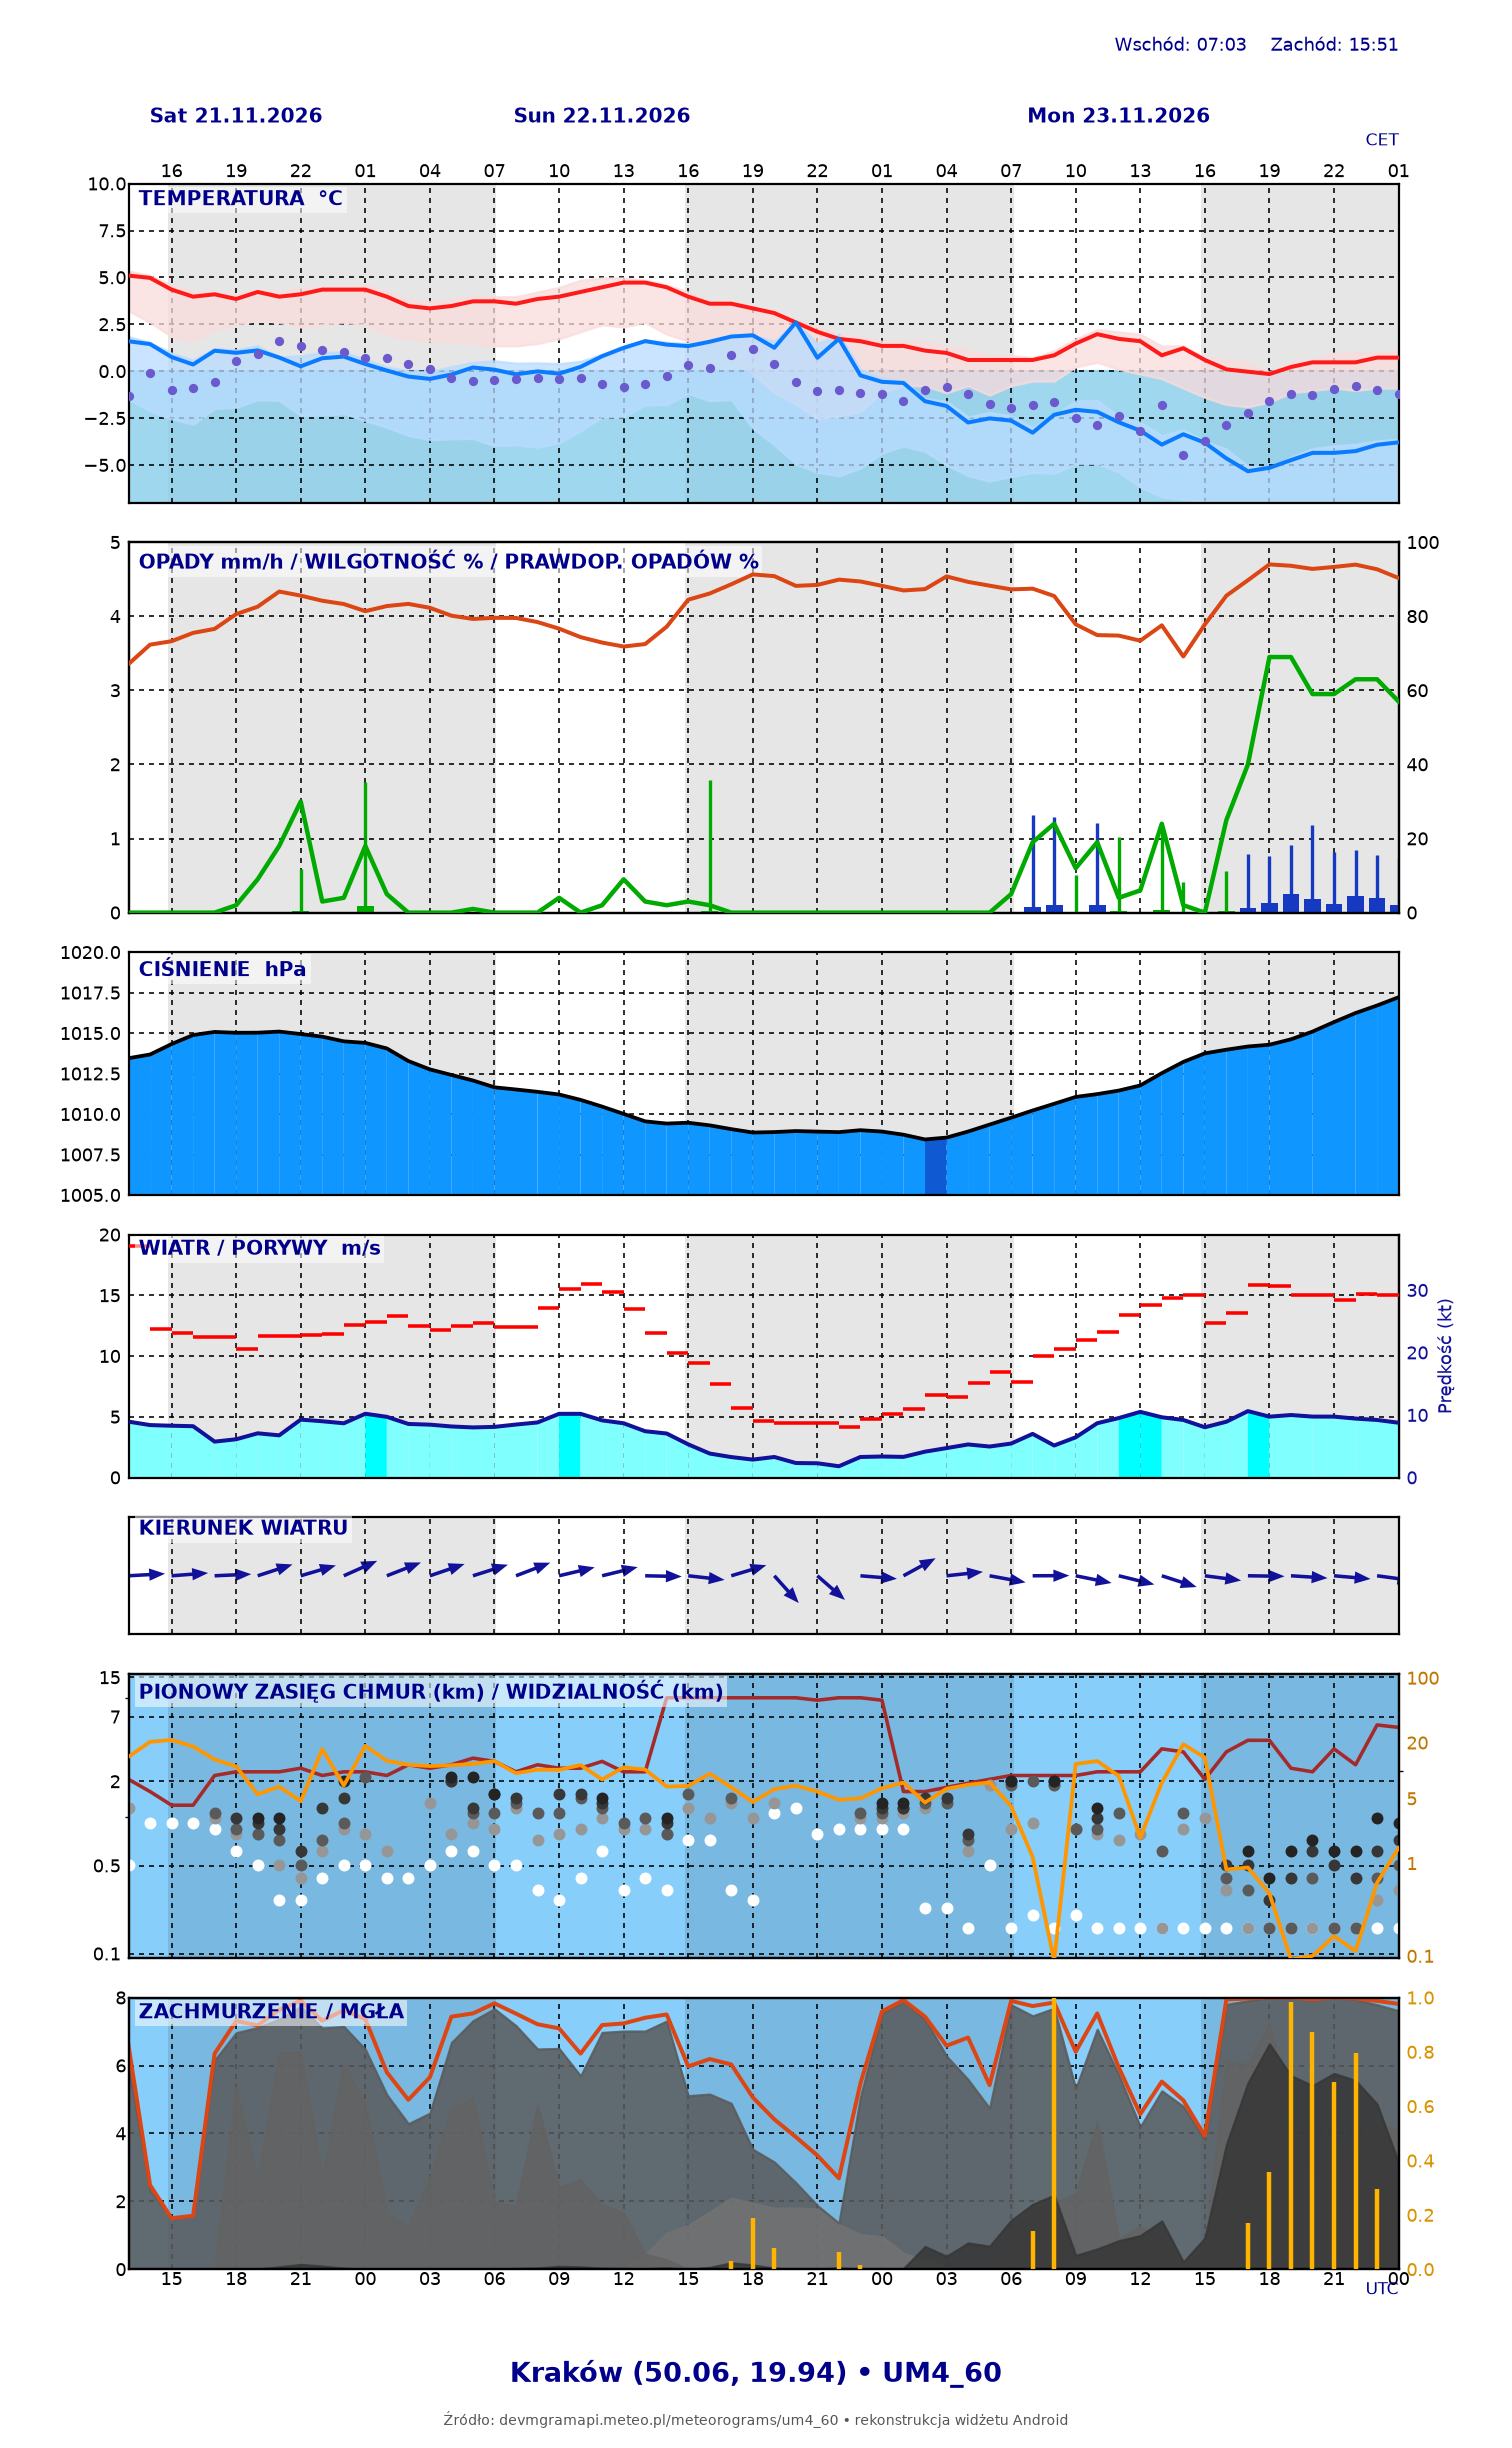 Wschód: 07:03 Zachód: 15:51
Sat 21.11.2026 Sun 22.11.2026 Mon 23.11.2026
CET
16 19 22 01 04 07 10 13 16 19 22 01 04 07 10 13 16 19 22 01
TEMPERATURA °C
10.0
7.5
5.0
2.5
0.0
−2.5
−5.0
OPADY mm/h / WILGOTNOŚĆ % / PRAWDOP. OPADÓW %
5 100
4 80
3 60
2 40
1 20
0 0
CIŚNIENIE hPa
1020.0
1017.5
1015.0
1012.5
1010.0
1007.5
1005.0
WIATR / PORYWY m/s
20
15 30
10 20
5 10
0 0
Prędkość (kt)
KIERUNEK WIATRU
PIONOWY ZASIĘG CHMUR (km) / WIDZIALNOŚĆ (km)
15 100
7 20
2 5
0.5 1
0.1 0.1
ZACHMURZENIE / MGŁA
8 1.0
0.8
6
0.6
4
0.4
2 0.2
0 0.0
15 18 21 00 03 06 09 12 15 18 21 00 03 06 09 12 15 18 21 00
UTC
Kraków (50.06, 19.94) • UM4_60
Źródło: devmgramapi.meteo.pl/meteorograms/um4_60 • rekonstrukcja widżetu Android